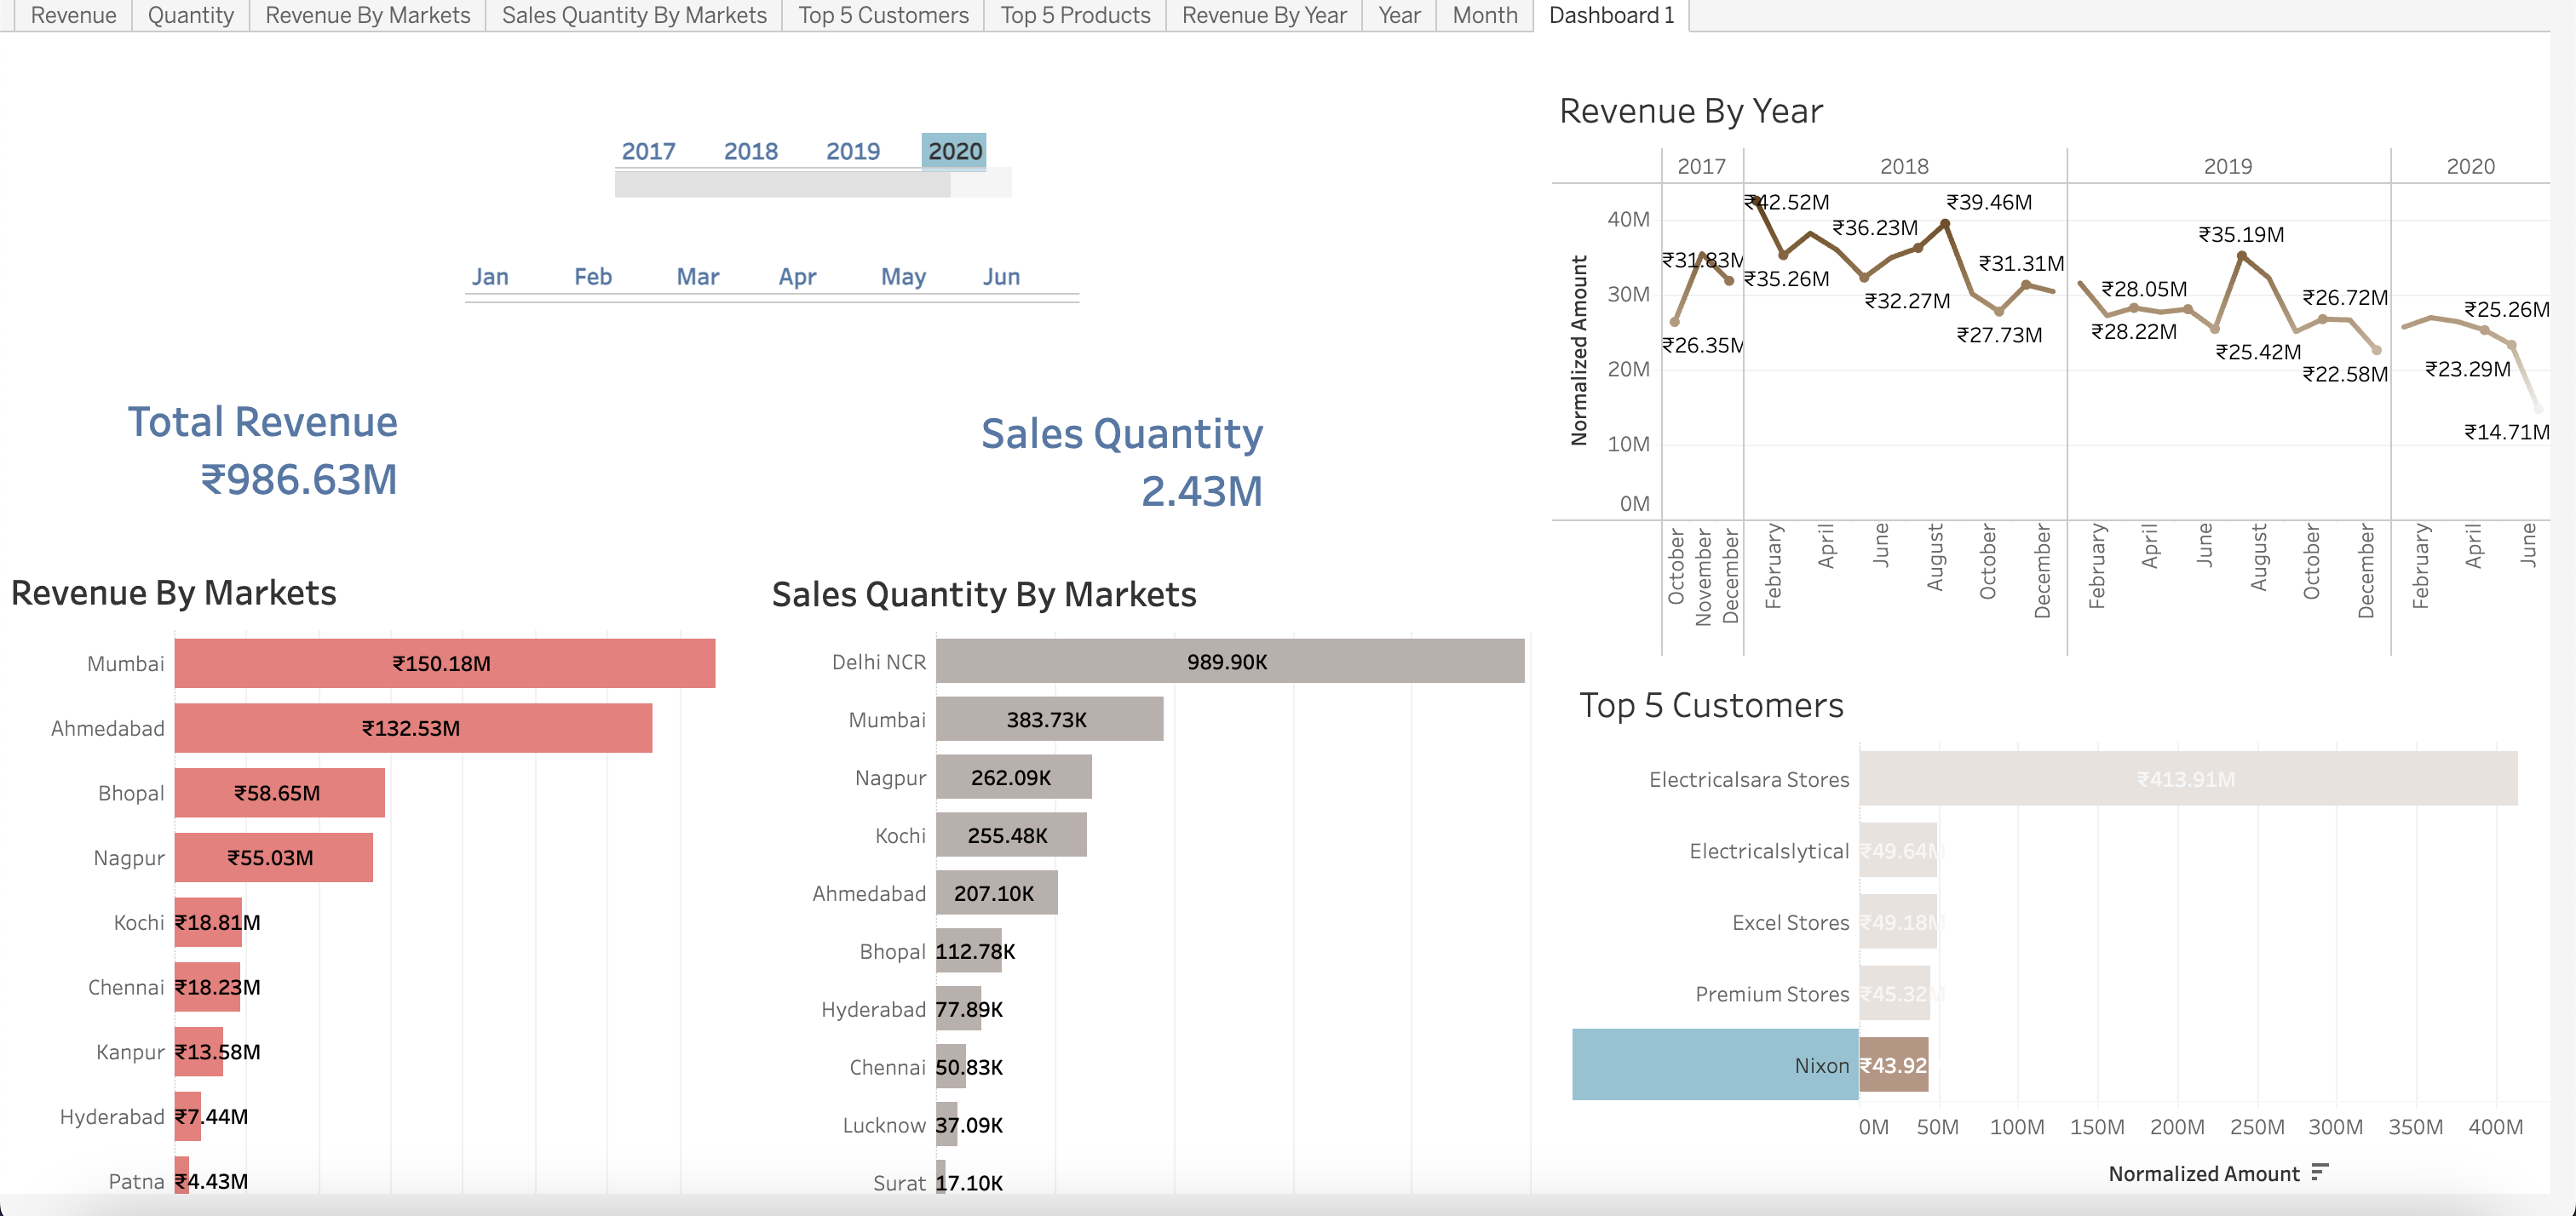 Revenue Quantity Revenue By Markets Sales Quantity By Markets Top 5 Customers Top 5 Products Revenue By Year Year Month Dashboard 1
2017 2018 2019 2020
Jan Feb Mar Apr May Jun
Total Revenue
₹986.63M
Sales Quantity
2.43M
Revenue By Markets
Mumbai ₹150.18M
Ahmedabad ₹132.53M
Bhopal ₹58.65M
Nagpur ₹55.03M
Kochi ₹18.81M
Chennai ₹18.23M
Kanpur ₹13.58M
Hyderabad ₹7.44M
Patna ₹4.43M
Sales Quantity By Markets
Delhi NCR 989.90K
Mumbai 383.73K
Nagpur 262.09K
Kochi 255.48K
Ahmedabad 207.10K
Bhopal 112.78K
Hyderabad 77.89K
Chennai 50.83K
Lucknow 37.09K
Surat 17.10K
Revenue By Year
2017 2018 2019 2020
Normalized Amount
40M
30M
20M
10M
0M
₹31.83M
₹26.35M
₹42.52M
₹35.26M
₹36.23M
₹32.27M
₹39.46M
₹31.31M
₹27.73M
₹28.05M
₹28.22M
₹35.19M
₹25.42M
₹26.72M
₹22.58M
₹25.26M
₹23.29M
₹14.71M
October November December February April June August October December February April June August October December February April June
Top 5 Customers
Electricalsara Stores ₹413.91M
Electricalslytical ₹49.64M
Excel Stores ₹49.18M
Premium Stores ₹45.32M
Nixon ₹43.92
0M 50M 100M 150M 200M 250M 300M 350M 400M
Normalized Amount